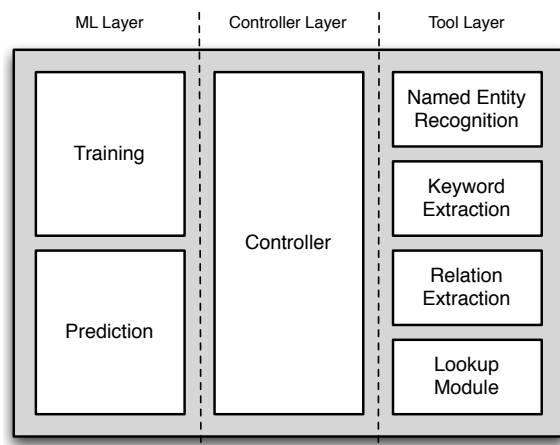 ML Layer
Controller Layer
Tool Layer
Training
Prediction
Controller
Named Entity
Recognition
Keyword
Extraction
Relation
Extraction
Lookup
Module